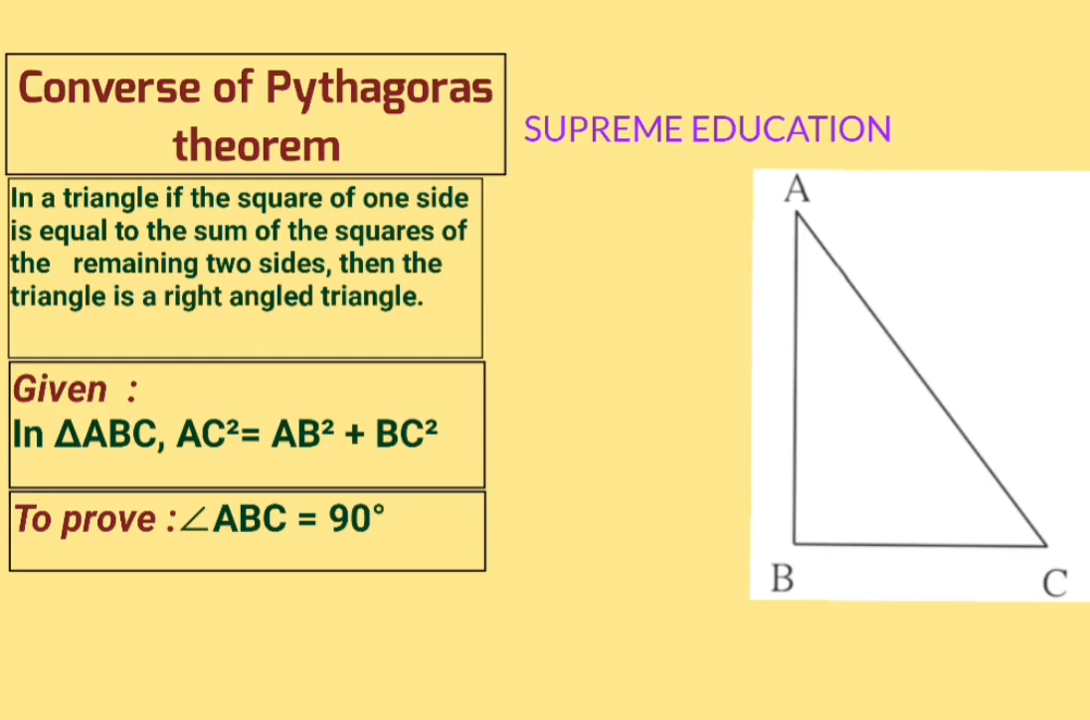 Converse of Pythagoras
theorem
SUPREME EDUCATION
In a triangle if the square of one side
is equal to the sum of the squares of
the remaining two sides, then the
triangle is a right angled triangle.
Given :
In ΔABC, AC²= AB² + BC²
To prove :∠ABC = 90°
A
B
C